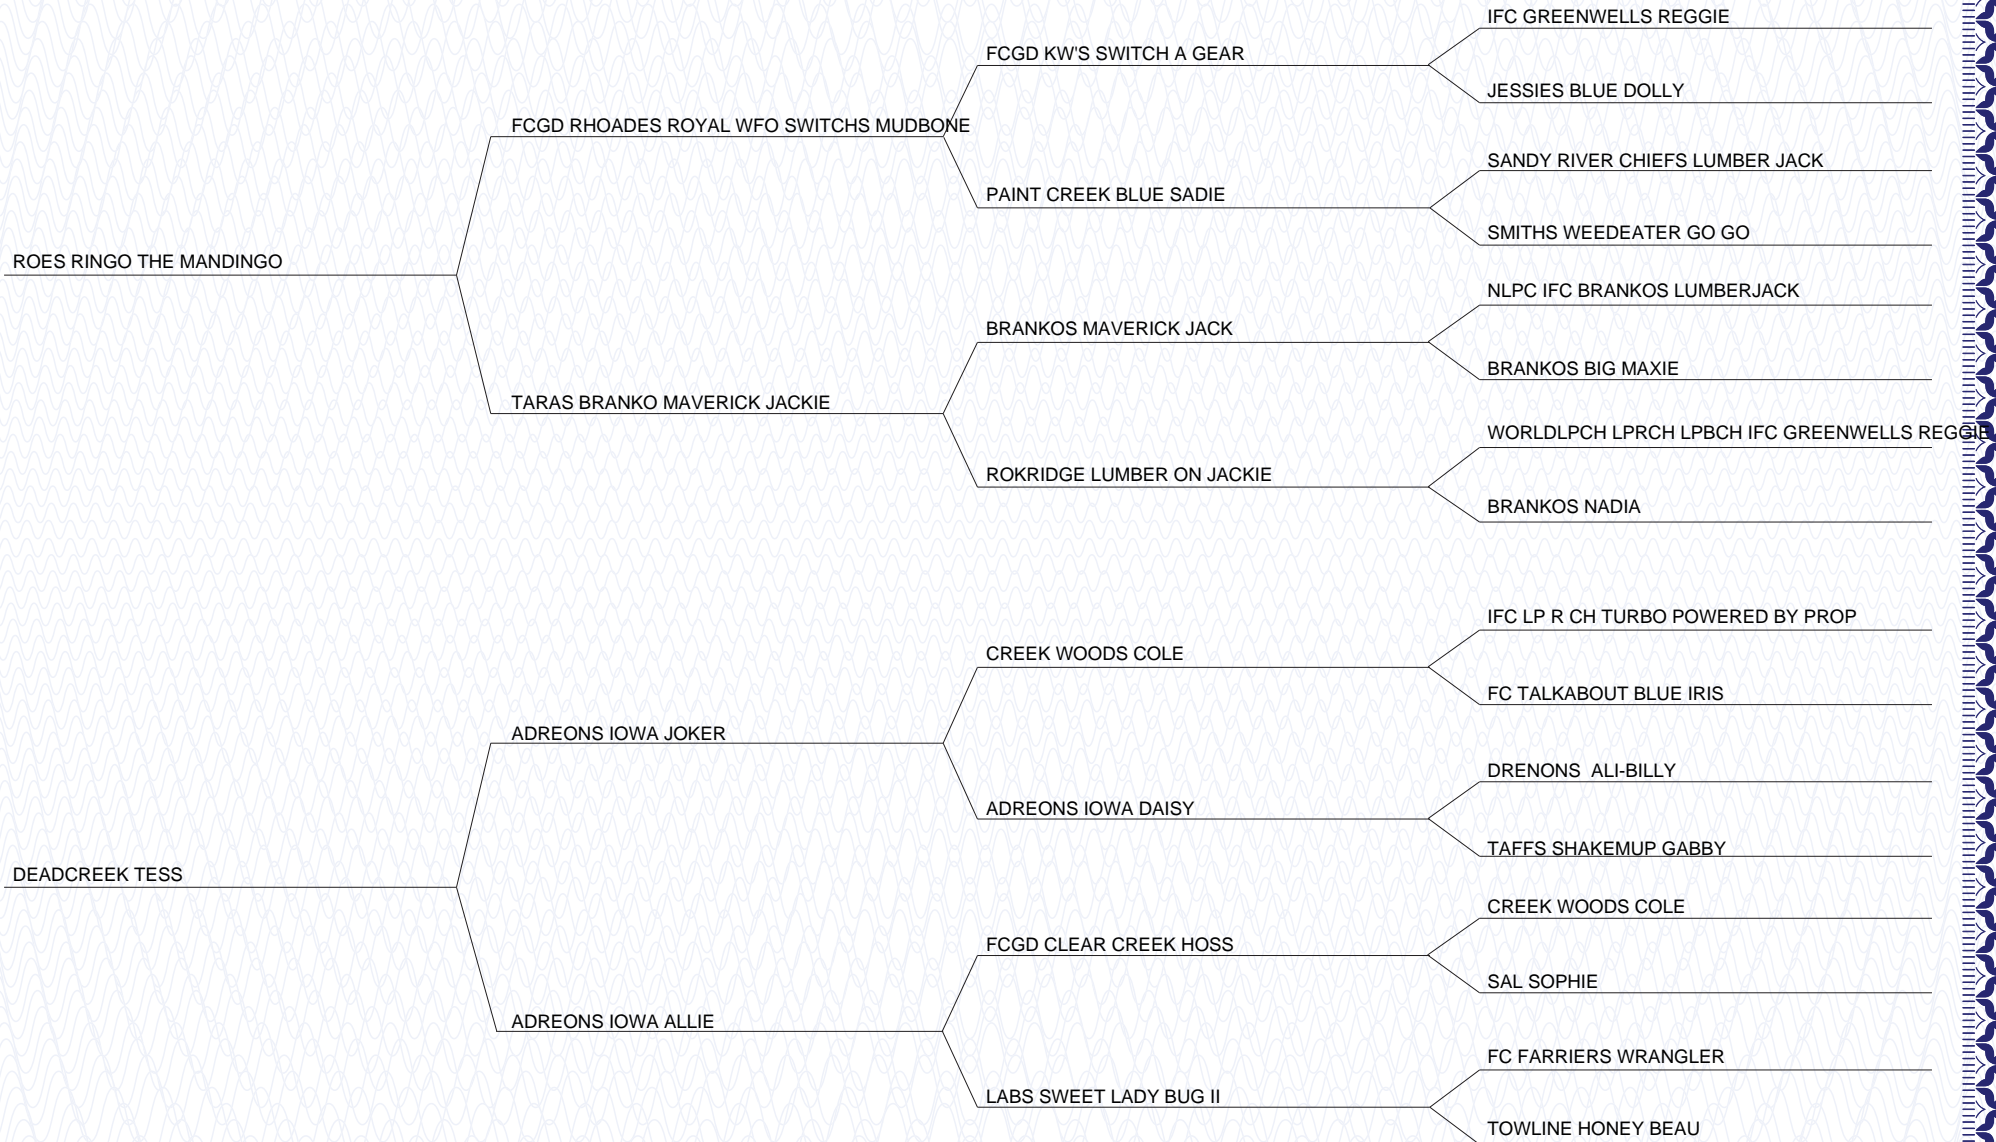 IFC GREENWELLS REGGIE
FCGD KW'S SWITCH A GEAR
JESSIES BLUE DOLLY
FCGD RHOADES ROYAL WFO SWITCHS MUDBONE
SANDY RIVER CHIEFS LUMBER JACK
PAINT CREEK BLUE SADIE
SMITHS WEEDEATER GO GO
ROES RINGO THE MANDINGO
NLPC IFC BRANKOS LUMBERJACK
BRANKOS MAVERICK JACK
BRANKOS BIG MAXIE
TARAS BRANKO MAVERICK JACKIE
WORLDLPCH LPRCH LPBCH IFC GREENWELLS REGGIE
ROKRIDGE LUMBER ON JACKIE
BRANKOS NADIA
IFC LP R CH TURBO POWERED BY PROP
CREEK WOODS COLE
FC TALKABOUT BLUE IRIS
ADREONS IOWA JOKER
DRENONS  ALI-BILLY
ADREONS IOWA DAISY
TAFFS SHAKEMUP GABBY
DEADCREEK TESS
CREEK WOODS COLE
FCGD CLEAR CREEK HOSS
SAL SOPHIE
ADREONS IOWA ALLIE
FC FARRIERS WRANGLER
LABS SWEET LADY BUG II
TOWLINE HONEY BEAU